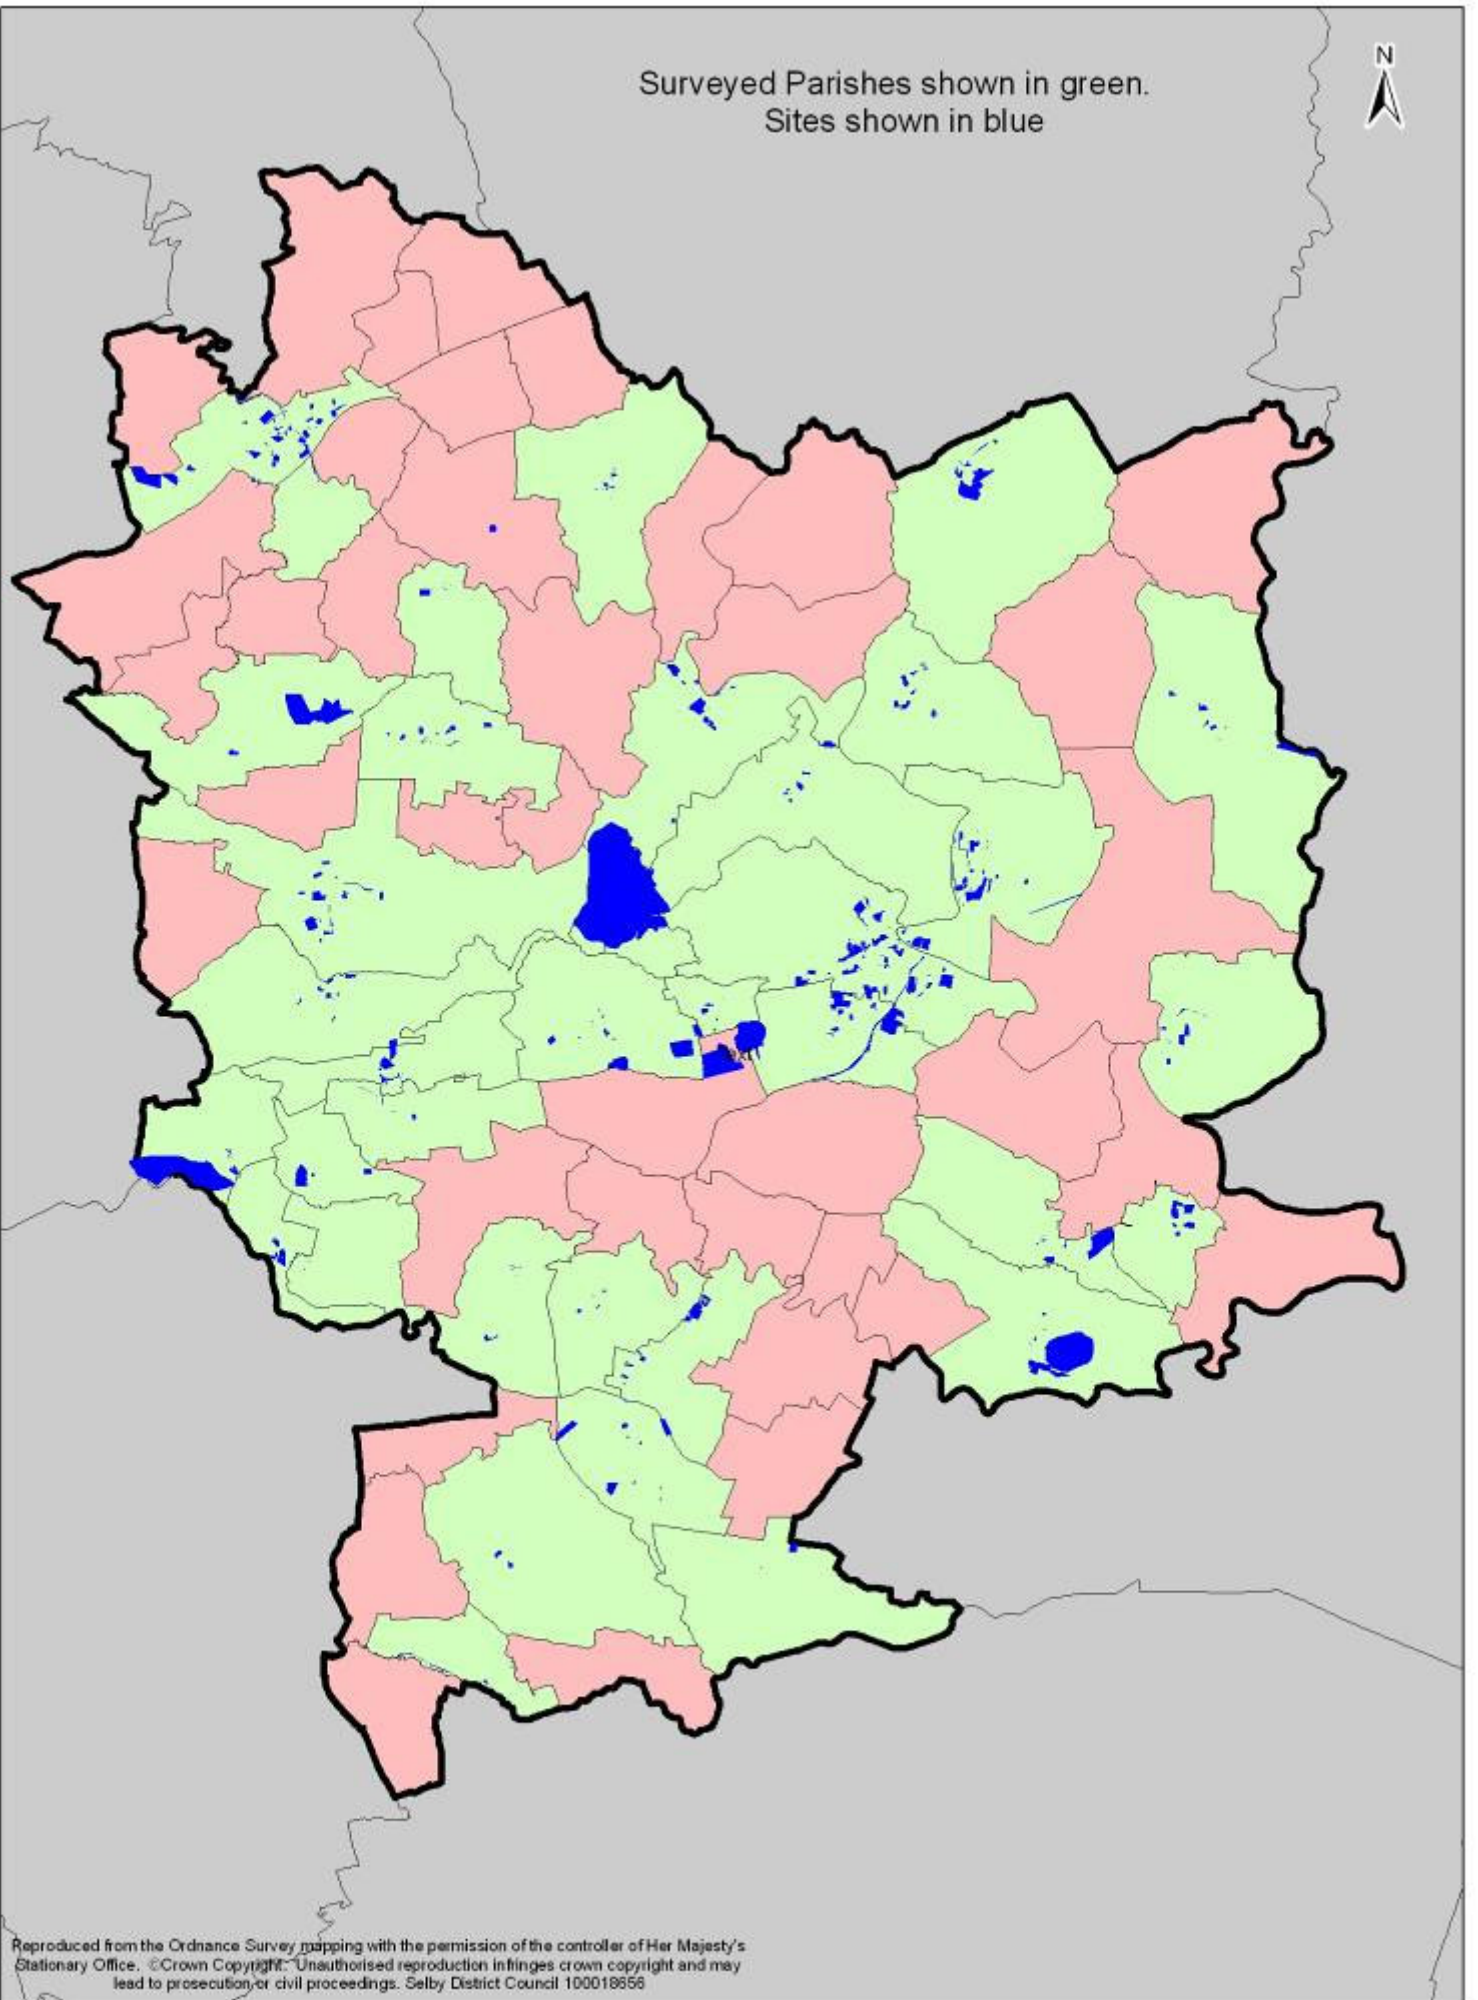 Surveyed Parishes shown in green.
Sites shown in blue
N
Reproduced from the Ordnance Survey mapping with the permission of the controller of Her Majesty's
Stationary Office. ©Crown Copyright. Unauthorised reproduction infringes crown copyright and may
lead to prosecution or civil proceedings. Selby District Council 100018656